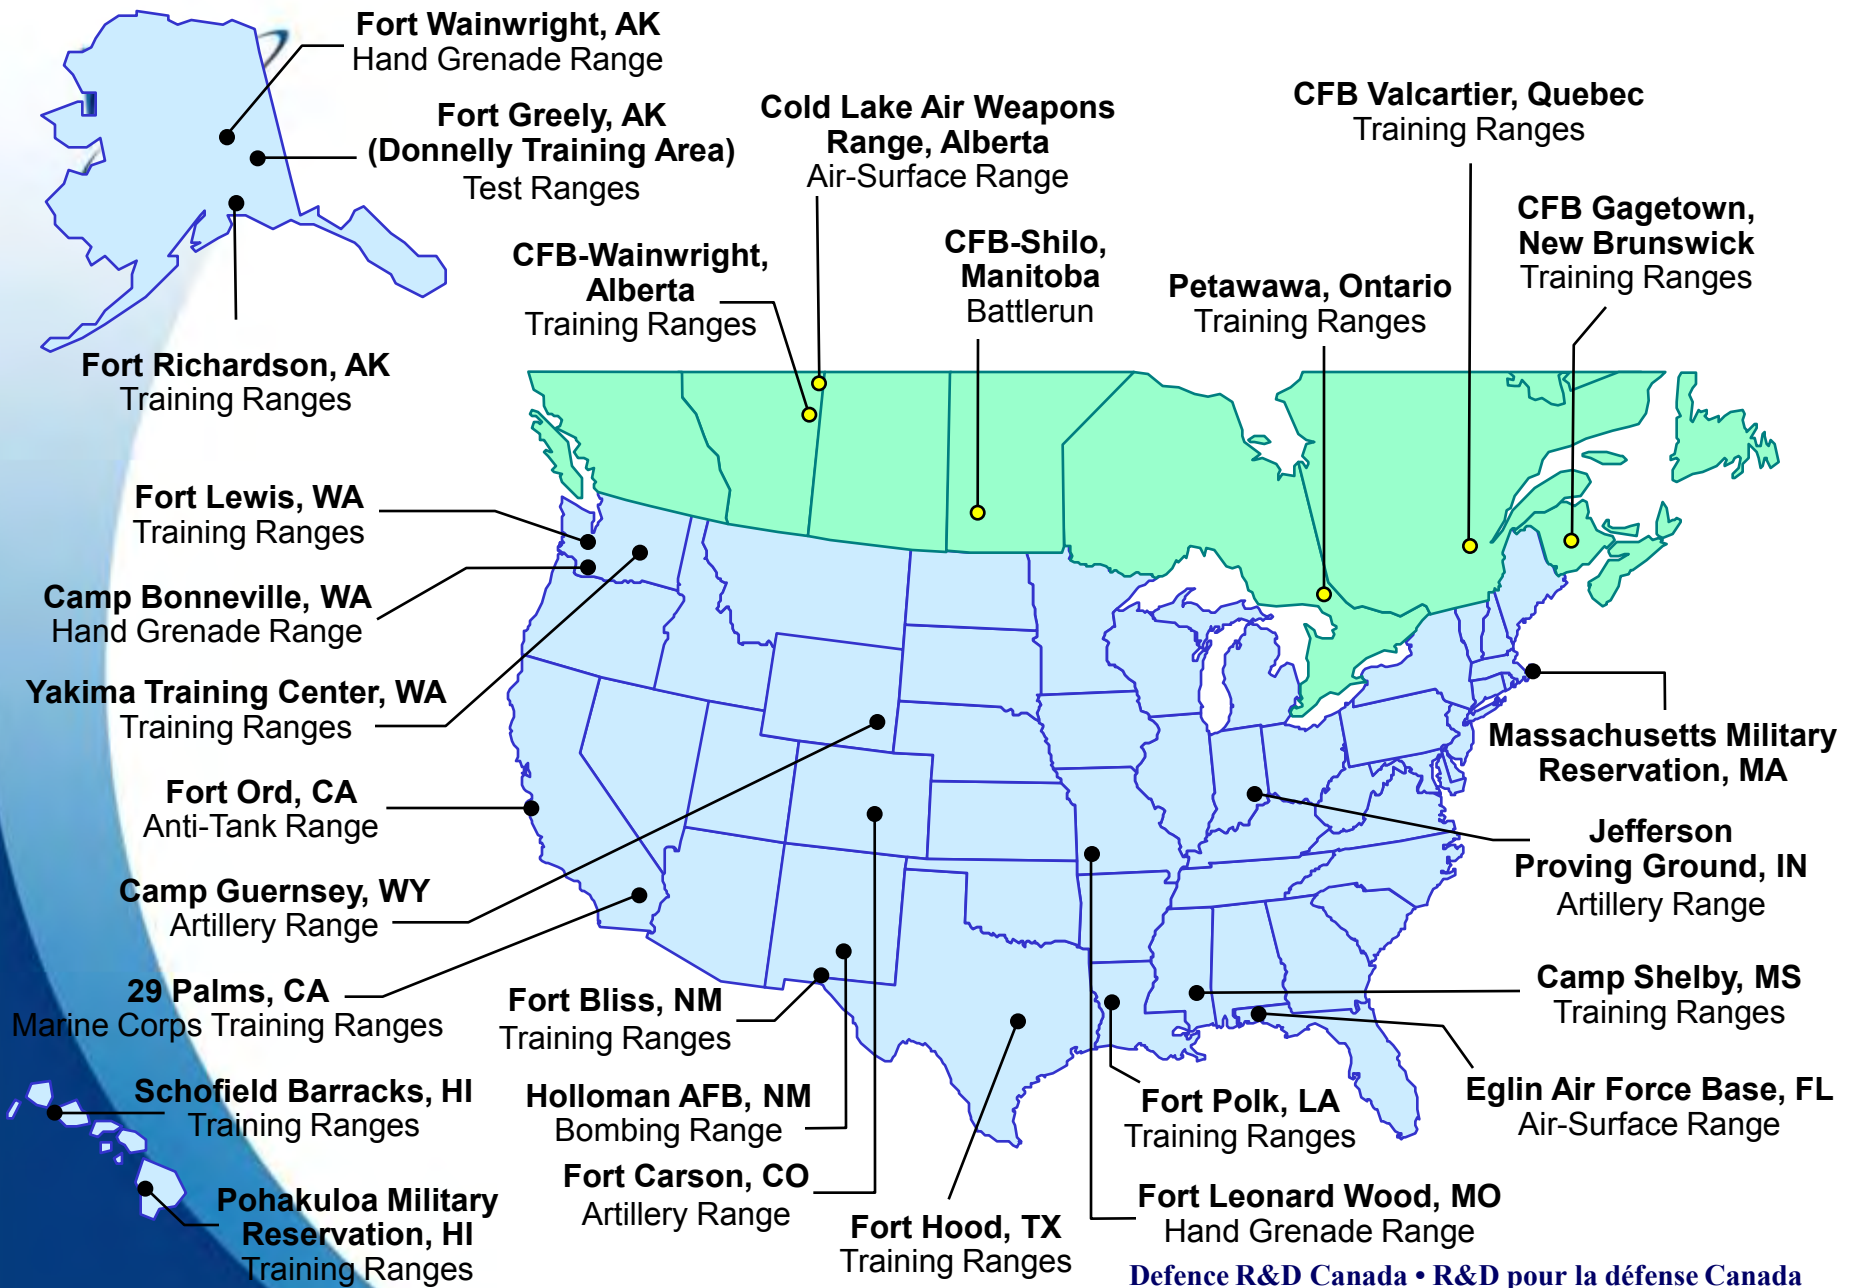 Fort Wainwright, AK
Hand Grenade Range
Fort Greely, AK
(Donnelly Training Area)
Test Ranges
Fort Richardson, AK
Training Ranges
Cold Lake Air Weapons
Range, Alberta
Air-Surface Range
CFB Valcartier, Quebec
Training Ranges
CFB-Wainwright,
Alberta
Training Ranges
CFB-Shilo,
Manitoba
Battlerun
Petawawa, Ontario
Training Ranges
CFB Gagetown,
New Brunswick
Training Ranges
Fort Lewis, WA
Training Ranges
Camp Bonneville, WA
Hand Grenade Range
Yakima Training Center, WA
Training Ranges
Fort Ord, CA
Anti-Tank Range
Camp Guernsey, WY
Artillery Range
29 Palms, CA
Marine Corps Training Ranges
Massachusetts Military
Reservation, MA
Jefferson
Proving Ground, IN
Artillery Range
Camp Shelby, MS
Training Ranges
Eglin Air Force Base, FL
Air-Surface Range
Fort Bliss, NM
Training Ranges
Holloman AFB, NM
Bombing Range
Fort Carson, CO
Artillery Range
Fort Hood, TX
Training Ranges
Fort Polk, LA
Training Ranges
Fort Leonard Wood, MO
Hand Grenade Range
Schofield Barracks, HI
Training Ranges
Pohakuloa Military
Reservation, HI
Training Ranges
Defence R&D Canada • R&D pour la défense Canada